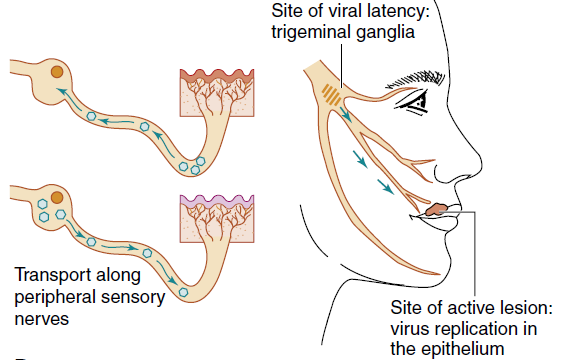 Site of viral latency:
trigeminal ganglia
Transport along
peripheral sensory
nerves
Site of active lesion:
virus replication in
the epithelium